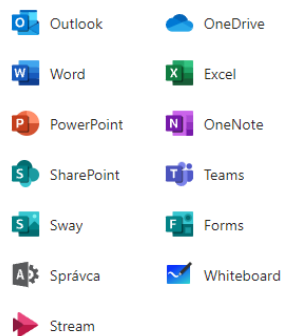 Outlook
OneDrive
Word
Excel
PowerPoint
OneNote
SharePoint
Teams
Sway
Forms
Správca
Whiteboard
Stream